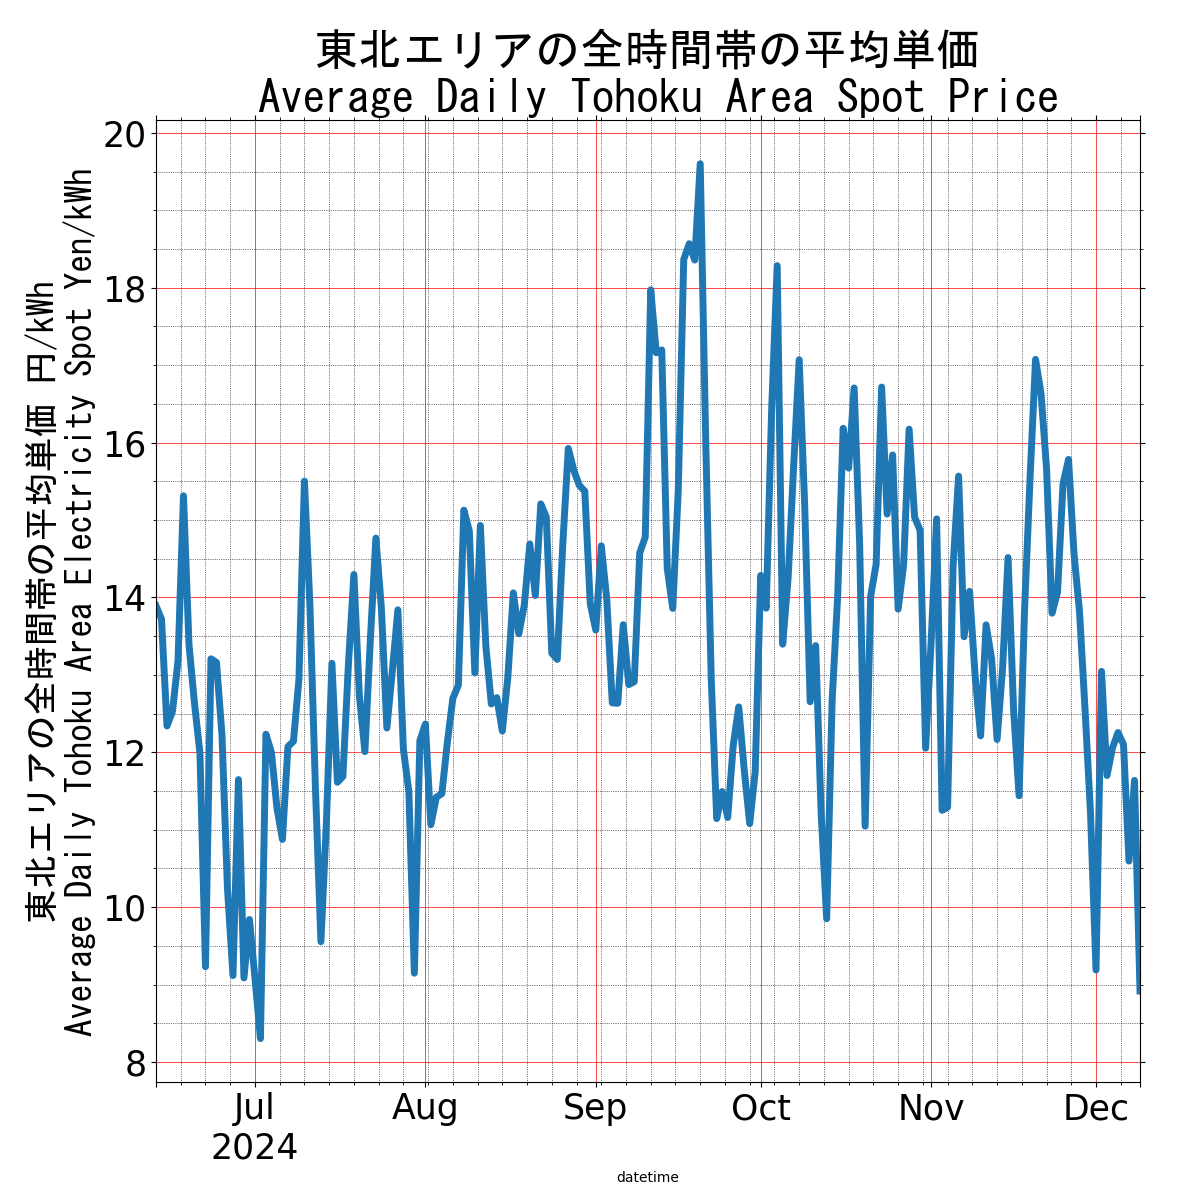 東北エリアの全時間帯の平均単価
Average Daily Tohoku Area Spot Price
東北エリアの全時間帯の平均単価 円/kWh
Average Daily Tohoku Area Electricity Spot Yen/kWh
20
18
16
14
12
10
8
Jul
2024
Aug
Sep
Oct
Nov
Dec
datetime